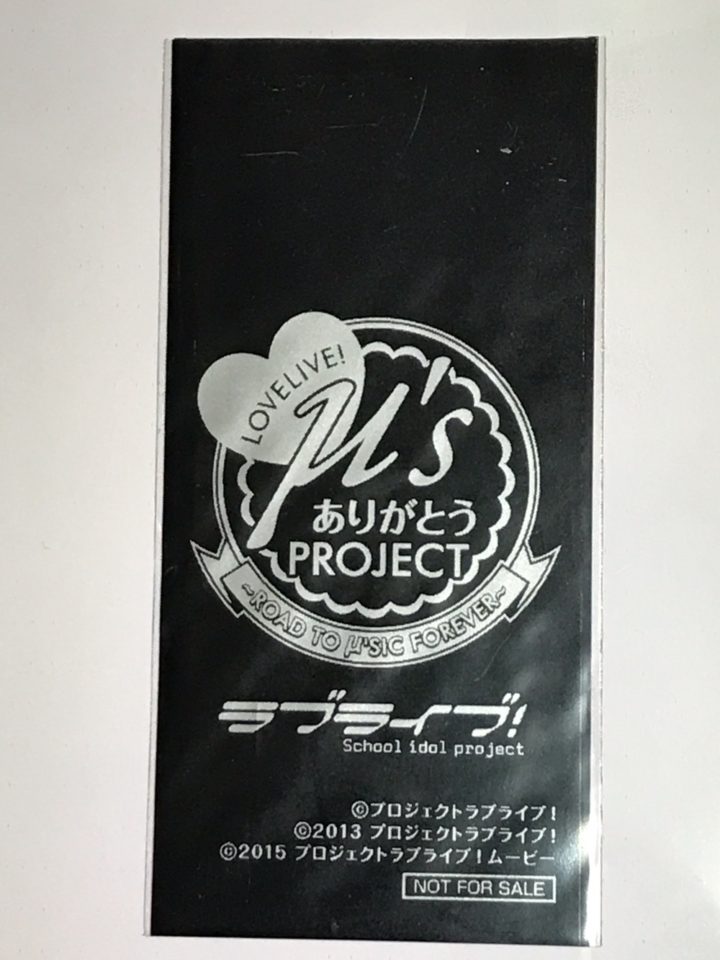 LOVELIVE!
μ's
ありがとう
PROJECT
~ROAD TO μ'SIC FOREVER~
ラブライブ!
School idol project
©プロジェクトラブライブ!
©2013 プロジェクトラブライブ!
©2015 プロジェクトラブライブ!ムービー
NOT FOR SALE